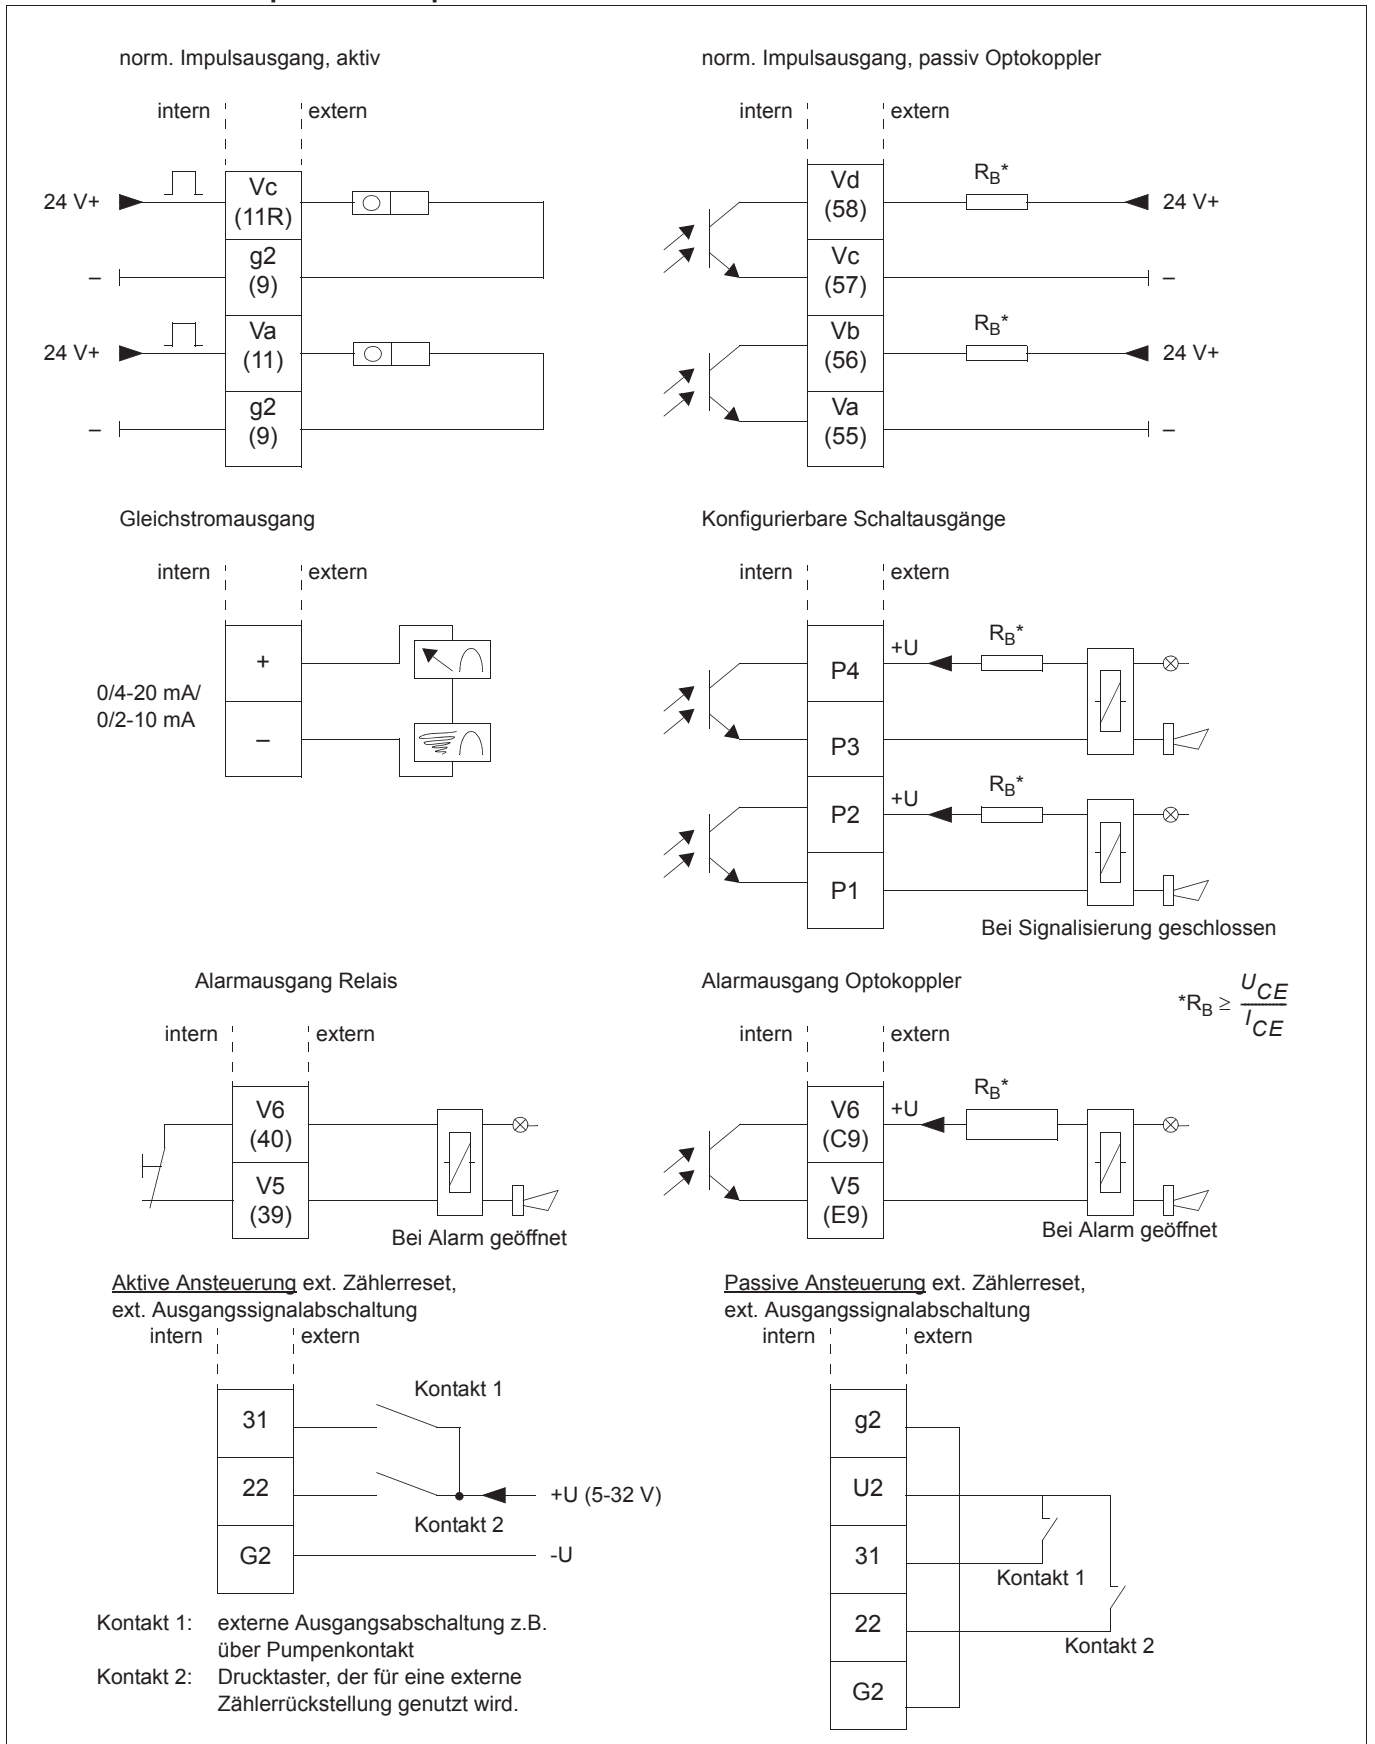 norm. Impulsausgang, aktiv
intern extern
24 V+
Vc
(11R)
–
g2
(9)
24 V+
Va
(11)
–
g2
(9)
norm. Impulsausgang, passiv Optokoppler
intern extern
Vd
(58)
RB*
24 V+
Vc
(57)
–
Vb
(56)
RB*
24 V+
Va
(55)
–
Gleichstromausgang
intern extern
0/4-20 mA/
0/2-10 mA
+
–
Konfigurierbare Schaltausgänge
intern extern
P4
+U
RB*
P3
P2
+U
RB*
P1
Bei Signalisierung geschlossen
*RB ≥ UCE
ICE
Alarmausgang Relais
intern extern
V6
(40)
V5
(39)
Bei Alarm geöffnet
Alarmausgang Optokoppler
intern extern
V6
(C9)
+U
RB*
V5
(E9)
Bei Alarm geöffnet
Aktive Ansteuerung ext. Zählerreset,
ext. Ausgangssignalabschaltung
intern extern
31
Kontakt 1
22
+U (5-32 V)
Kontakt 2
G2
-U
Kontakt 1: externe Ausgangsabschaltung z.B.
über Pumpenkontakt
Kontakt 2: Drucktaster, der für eine externe
Zählerrückstellung genutzt wird.
Passive Ansteuerung ext. Zählerreset,
ext. Ausgangssignalabschaltung
intern extern
g2
U2
31
Kontakt 1
22
Kontakt 2
G2